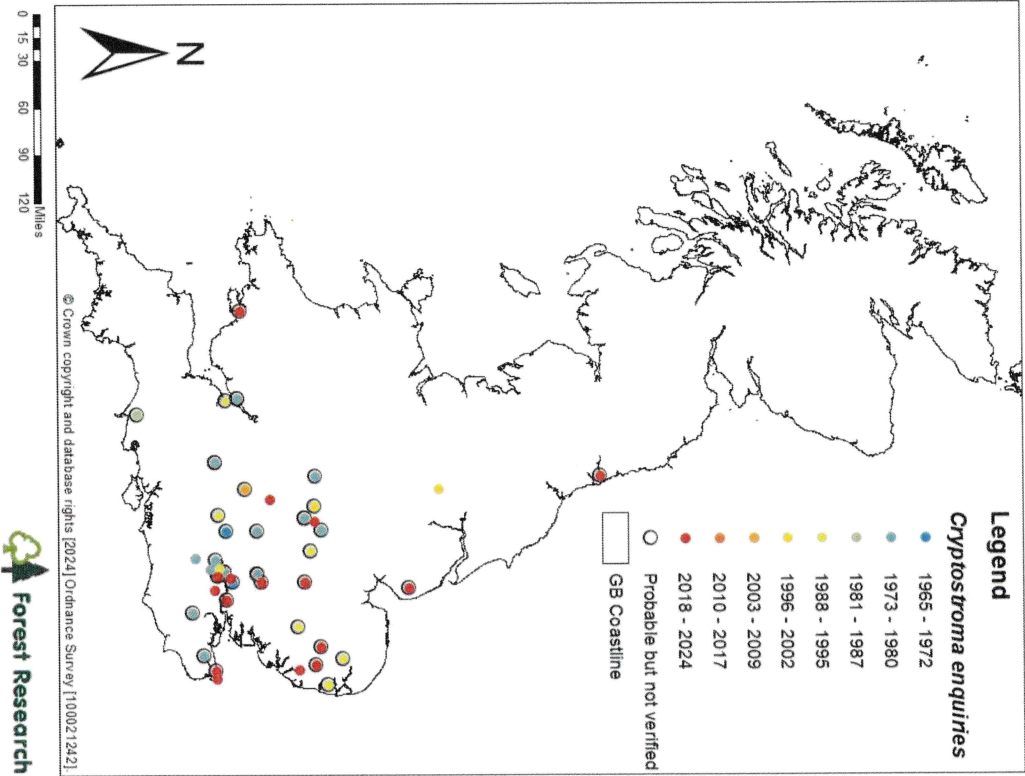 Legend
Cryptostroma enquiries
1965 - 1972
1973 - 1980
1981 - 1987
1988 - 1995
1996 - 2002
2003 - 2009
2010 - 2017
2018 - 2024
Probable but not verified
GB Coastline
N
0 15 30 60 90 120
Miles
© Crown copyright and database rights [2024] Ordnance Survey [100021242].
Forest Research